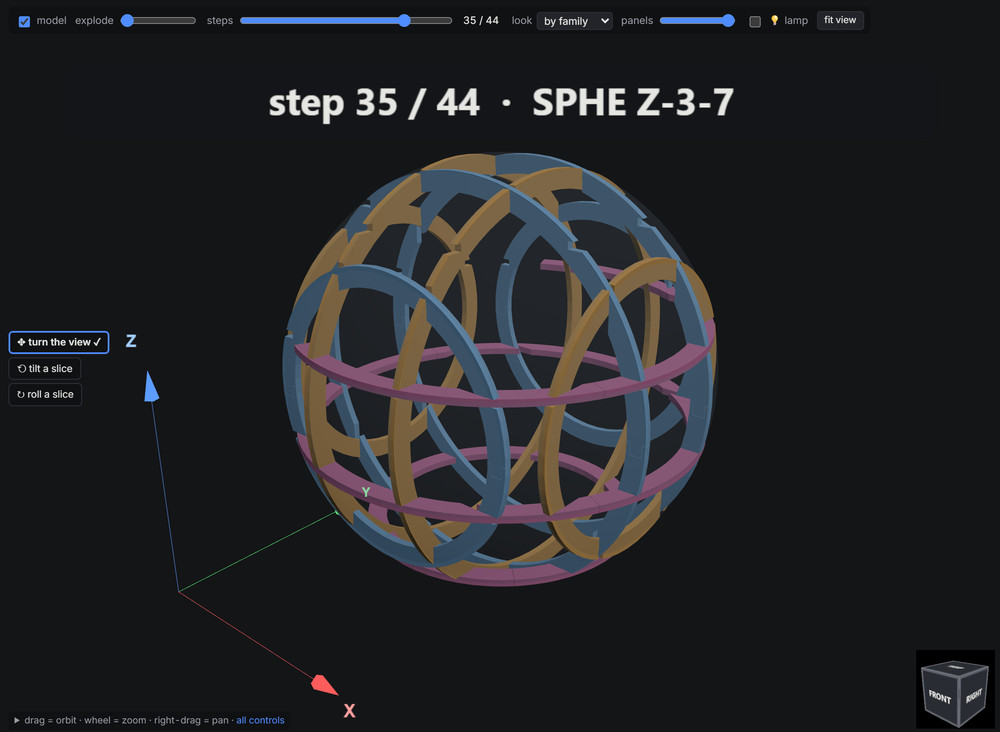 model explode steps 35 / 44 look by family panels 💡 lamp fit view
step 35 / 44 · SPHE Z-3-7
✥ turn the view ✓
Z
⟲ tilt a slice
↻ roll a slice
Y
X
FRONT RIGHT
▶ drag = orbit · wheel = zoom · right-drag = pan · all controls